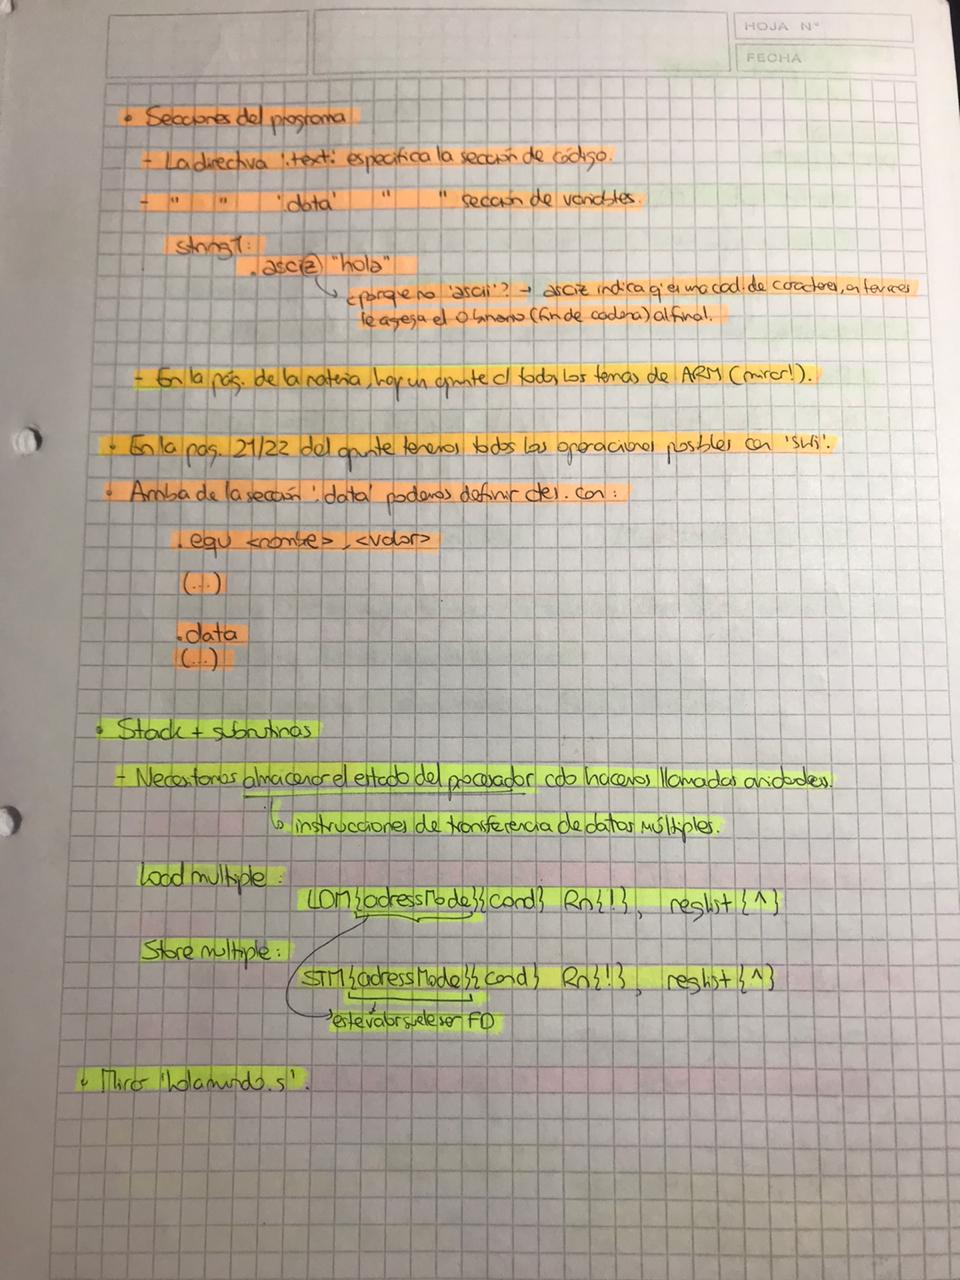 HOJA N°
FECHA
• Secciones del programa
- La directiva '.text' especifica la sección de código.
- " " '.data' " " sección de variables.
string1:
.asciz "hola"
¿porque no 'ascii'? → asciz indica q' es una cad. de caracteres, entonces
le agrega el 0 binario (fin de cadena) al final.
- En la pág. de la materia, hay un apunte c/ todos los temas de ARM (mirar!).
• En la pág. 21/22 del apunte tenemos todas las operaciones posibles con 'swi'.
• Arriba de la sección '.data' podemos definir ctes. con:
.equ <nombre>, <valor>
(...)
.data
(...)
• Stack + subrutinas
- Necesitamos almacenar el estado del procesador cdo hacemos llamadas anidadas.
↳ instrucciones de transferencia de datos múltiples.
Load multiple:
LDM{adressMode}{cond} Rn{!}, reglist{^}
Store multiple:
STM{adressMode}{cond} Rn{!}, reglist{^}
este valor suele ser FD
• Mirar 'holamundo.s'.